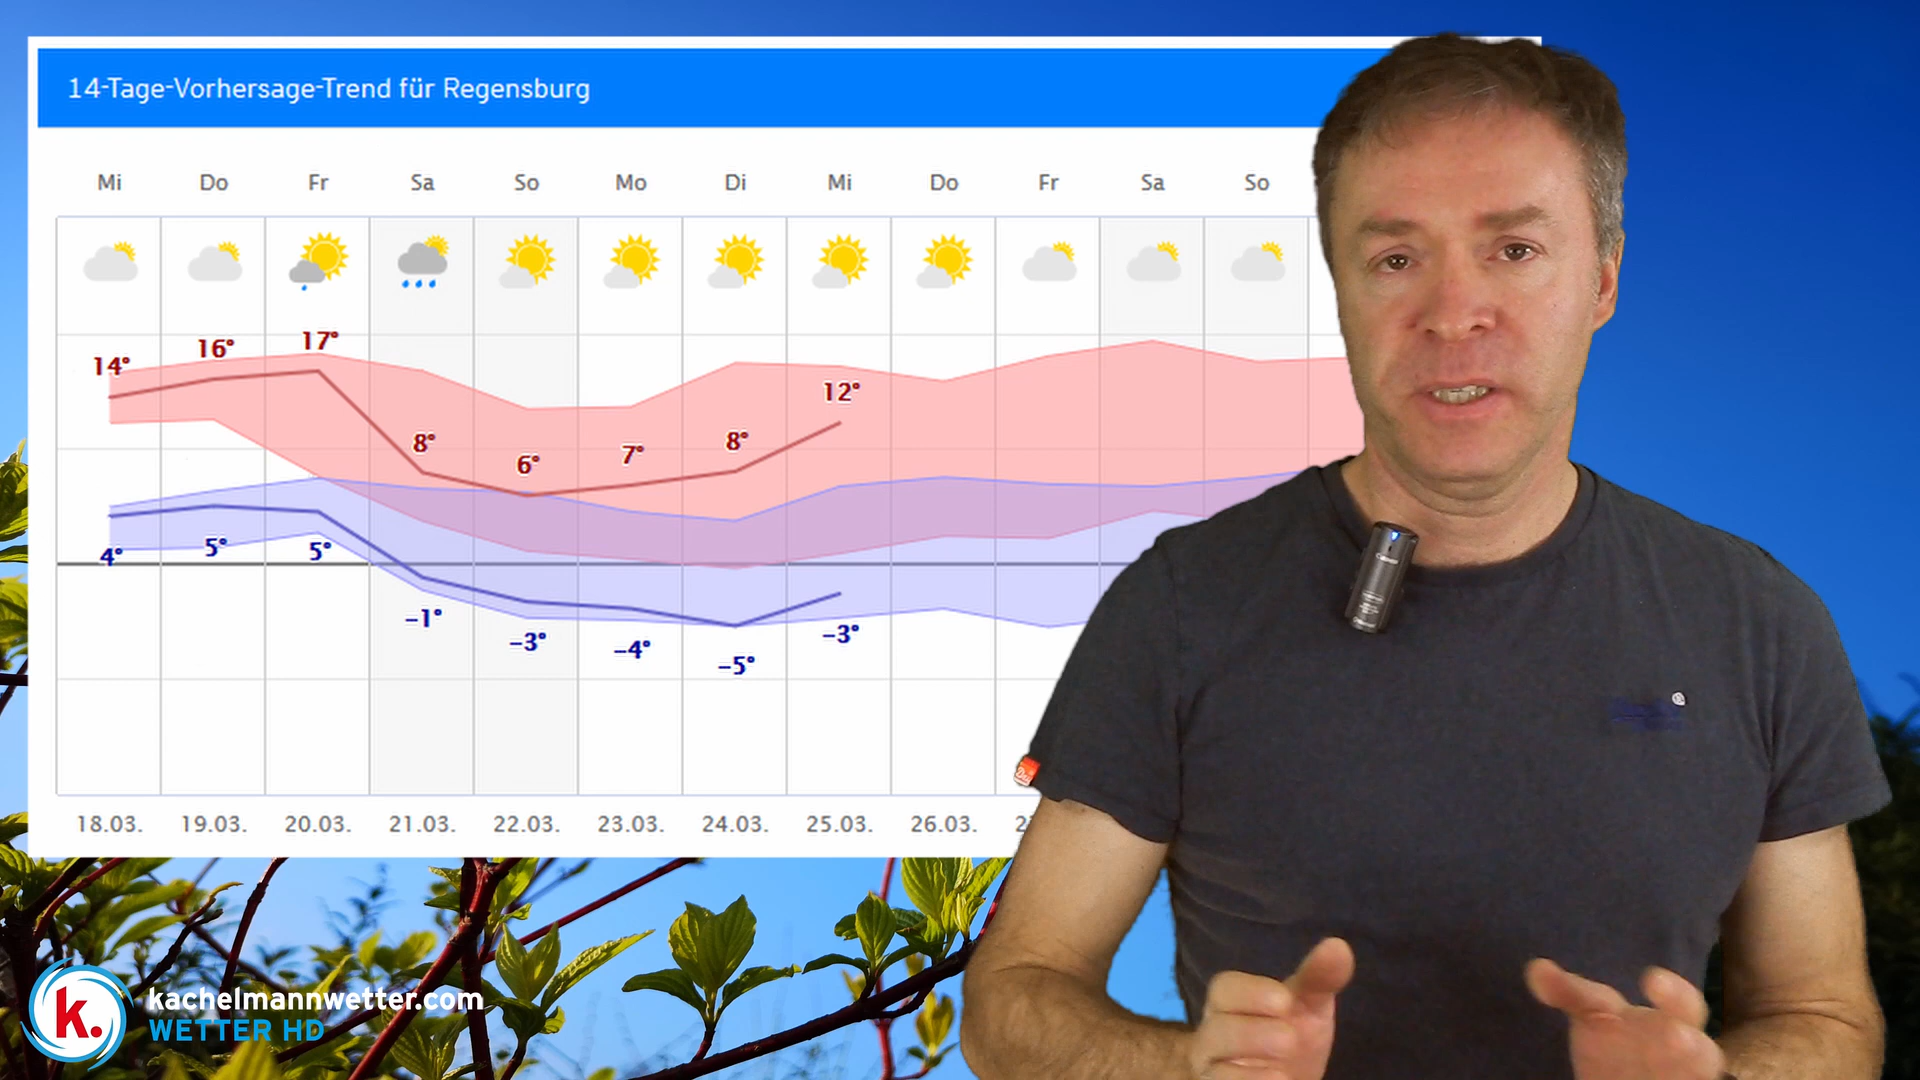 14-Tage-Vorhersage-Trend für Regensburg
Mi Do Fr Sa So Mo Di Mi Do Fr Sa So
14° 16° 17° 8° 6° 7° 8° 12°
4° 5° 5° −1° −3° −4° −5° −3°
18.03. 19.03. 20.03. 21.03. 22.03. 23.03. 24.03. 25.03. 26.03.
k.
kachelmannwetter.com
WETTER HD